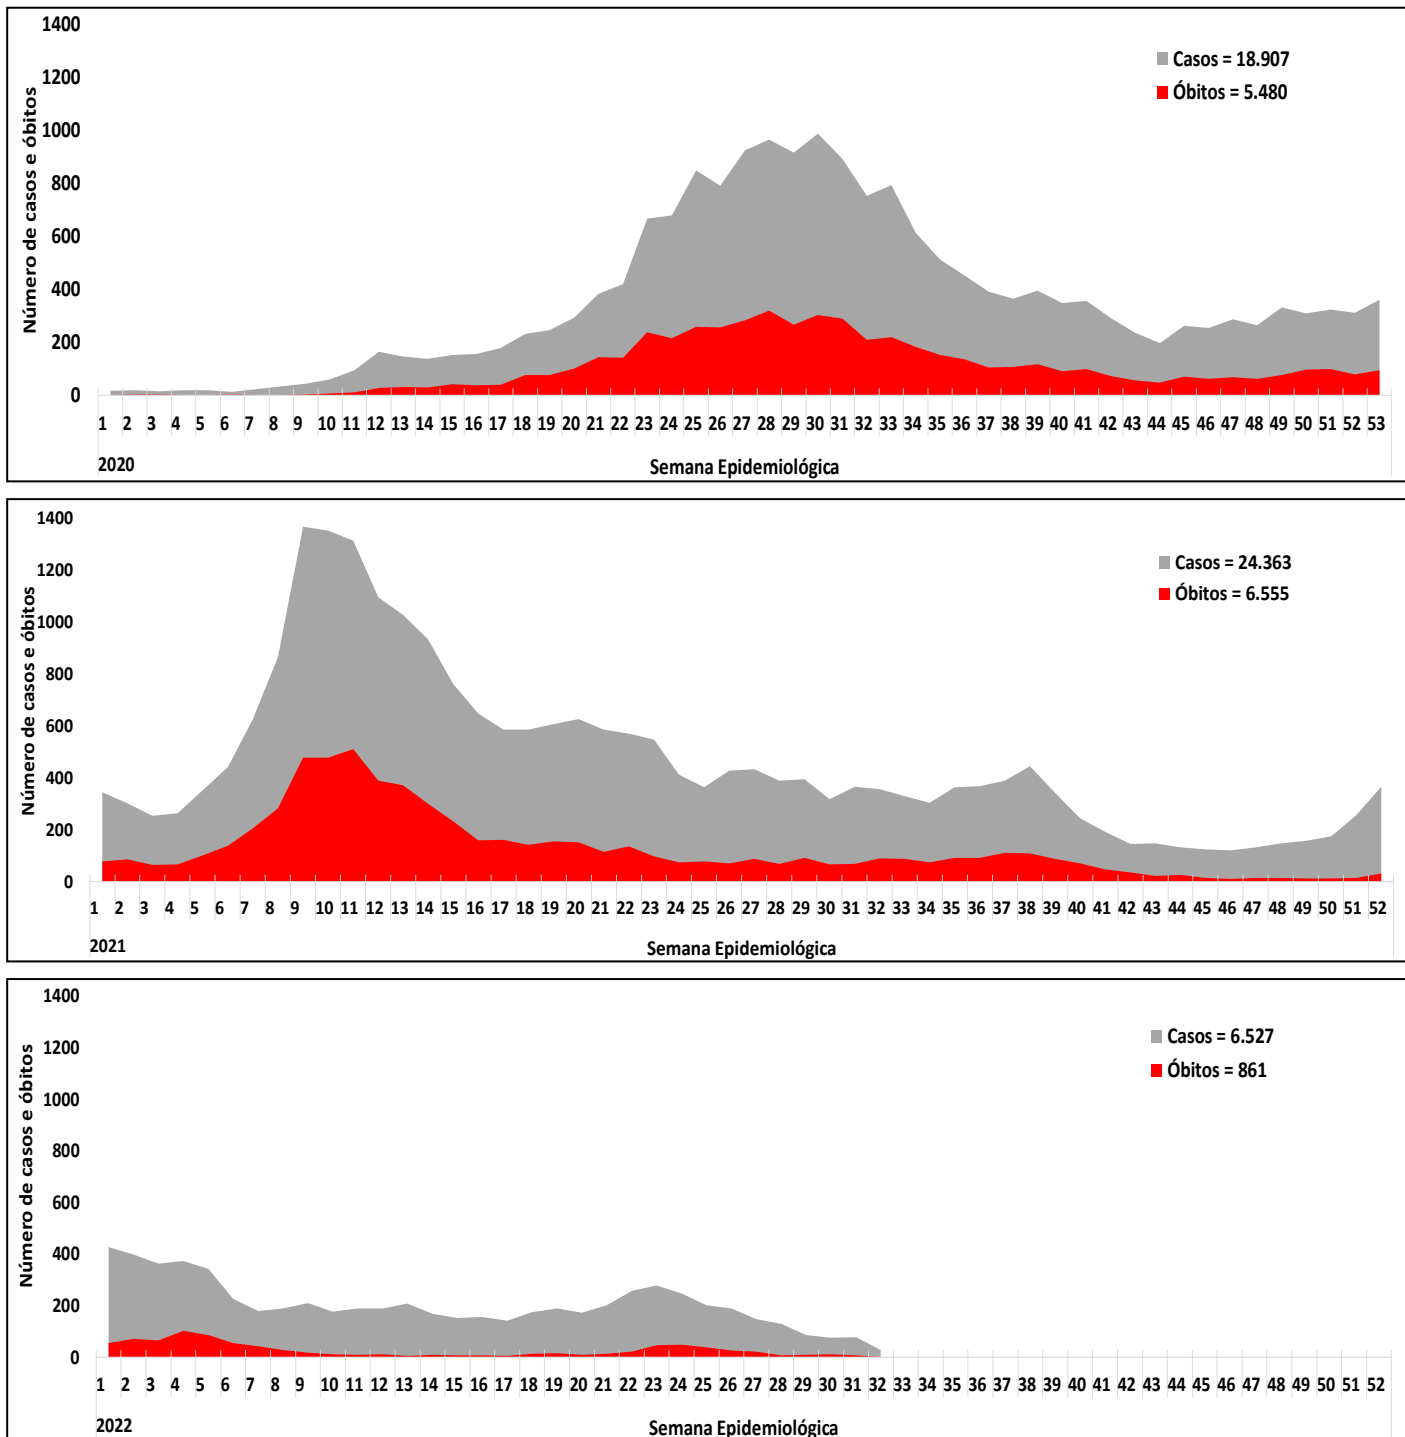 1400
1200
1000
800
600
400
200
0
Número de casos e óbitos
Casos = 18.907
Óbitos = 5.480
1 2 3 4 5 6 7 8 9 10 11 12 13 14 15 16 17 18 19 20 21 22 23 24 25 26 27 28 29 30 31 32 33 34 35 36 37 38 39 40 41 42 43 44 45 46 47 48 49 50 51 52 53
2020
Semana Epidemiológica
1400
1200
1000
800
600
400
200
0
Número de casos e óbitos
Casos = 24.363
Óbitos = 6.555
1 2 3 4 5 6 7 8 9 10 11 12 13 14 15 16 17 18 19 20 21 22 23 24 25 26 27 28 29 30 31 32 33 34 35 36 37 38 39 40 41 42 43 44 45 46 47 48 49 50 51 52
2021
Semana Epidemiológica
1400
1200
1000
800
600
400
200
0
Número de casos e óbitos
Casos = 6.527
Óbitos = 861
1 2 3 4 5 6 7 8 9 10 11 12 13 14 15 16 17 18 19 20 21 22 23 24 25 26 27 28 29 30 31 32 33 34 35 36 37 38 39 40 41 42 43 44 45 46 47 48 49 50 51 52
2022
Semana Epidemiológica